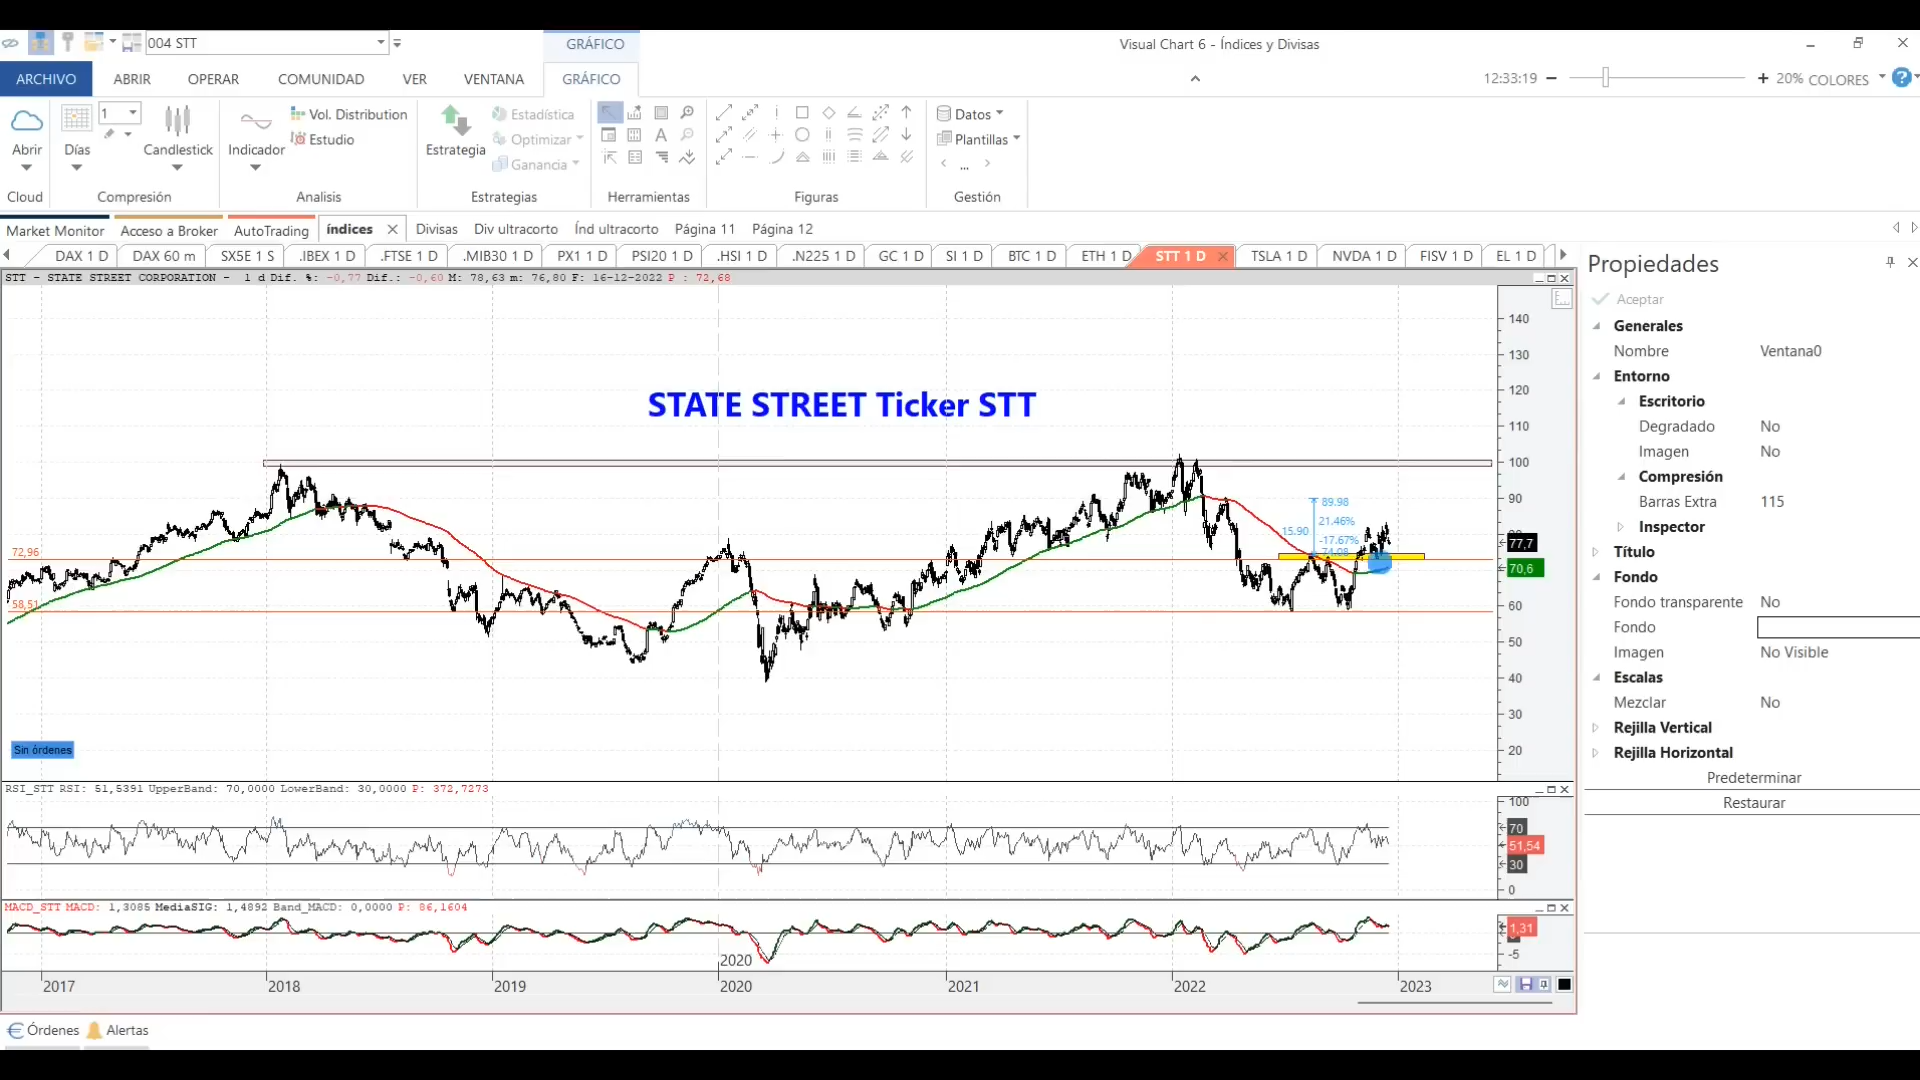 004 STT
GRÁFICO
Visual Chart 6 - Índices y Divisas
ARCHIVO ABRIR OPERAR COMUNIDAD VER VENTANA GRÁFICO
12:33:19 20% COLORES ?
1
Vol. Distribution
Estudio
Estadística
Optimizar
Ganancia
Datos
Plantillas
Abrir Días Candlestick Indicador Estrategia
...
Cloud Compresión Analisis Estrategias Herramientas Figuras Gestión
Market Monitor Acceso a Broker AutoTrading índices Divisas Div ultracorto Índ ultracorto Página 11 Página 12
DAX 1 D DAX 60 m SX5E 1 S .IBEX 1 D .FTSE 1 D .MIB30 1 D PX1 1 D PSI20 1 D .HSI 1 D .N225 1 D GC 1 D SI 1 D BTC 1 D ETH 1 D STT 1 D TSLA 1 D NVDA 1 D FISV 1 D EL 1 D
STT - STATE STREET CORPORATION - 1 d Dif. %: -0,77 Dif.: -0,60 M: 78,63 m: 76,80 F: 16-12-2022 P : 72,68
STATE STREET Ticker STT
140
130
120
110
100
90
77,7
70,6
60
50
40
30
20
89.98
21.46%
15.90
-17.67%
74.08
72,96
58,51
Sin órdenes
RSI_STT RSI: 51,5391 UpperBand: 70,0000 LowerBand: 30,0000 P: 372,7273
100
70
51,54
30
0
MACD_STT MACD: 1,3085 MediaSIG: 1,4892 Band_MACD: 0,0000 P: 86,1604
1,31
-5
2020
2017 2018 2019 2020 2021 2022 2023
Órdenes Alertas
Propiedades
Aceptar
Generales
Nombre Ventana0
Entorno
Escritorio
Degradado No
Imagen No
Compresión
Barras Extra 115
Inspector
Título
Fondo
Fondo transparente No
Fondo
Imagen No Visible
Escalas
Mezclar No
Rejilla Vertical
Rejilla Horizontal
Predeterminar
Restaurar